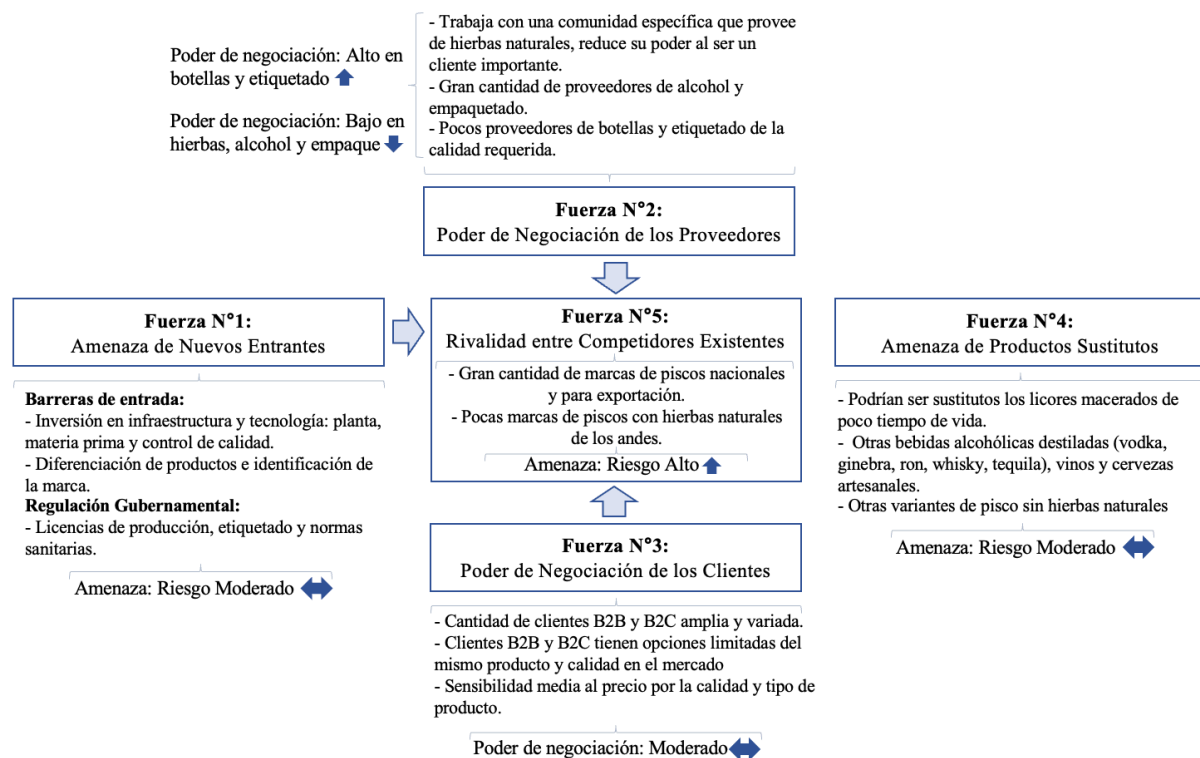 Poder de negociación: Alto en
botellas y etiquetado
Poder de negociación: Bajo en
hierbas, alcohol y empaque
- Trabaja con una comunidad específica que provee
de hierbas naturales, reduce su poder al ser un
cliente importante.
- Gran cantidad de proveedores de alcohol y
empaquetado.
- Pocos proveedores de botellas y etiquetado de la
calidad requerida.
Fuerza N°2:
Poder de Negociación de los Proveedores
Fuerza N°1:
Amenaza de Nuevos Entrantes
Barreras de entrada:
- Inversión en infraestructura y tecnología: planta,
materia prima y control de calidad.
- Diferenciación de productos e identificación de
la marca.
Regulación Gubernamental:
- Licencias de producción, etiquetado y normas
sanitarias.
Amenaza: Riesgo Moderado
Fuerza N°5:
Rivalidad entre Competidores Existentes
- Gran cantidad de marcas de piscos nacionales
y para exportación.
- Pocas marcas de piscos con hierbas naturales
de los andes.
Amenaza: Riesgo Alto
Fuerza N°4:
Amenaza de Productos Sustitutos
- Podrían ser sustitutos los licores macerados de
poco tiempo de vida.
- Otras bebidas alcohólicas destiladas (vodka,
ginebra, ron, whisky, tequila), vinos y cervezas
artesanales.
- Otras variantes de pisco sin hierbas naturales
Amenaza: Riesgo Moderado
Fuerza N°3:
Poder de Negociación de los Clientes
- Cantidad de clientes B2B y B2C amplia y variada.
- Clientes B2B y B2C tienen opciones limitadas del
mismo producto y calidad en el mercado
- Sensibilidad media al precio por la calidad y tipo de
producto.
Poder de negociación: Moderado